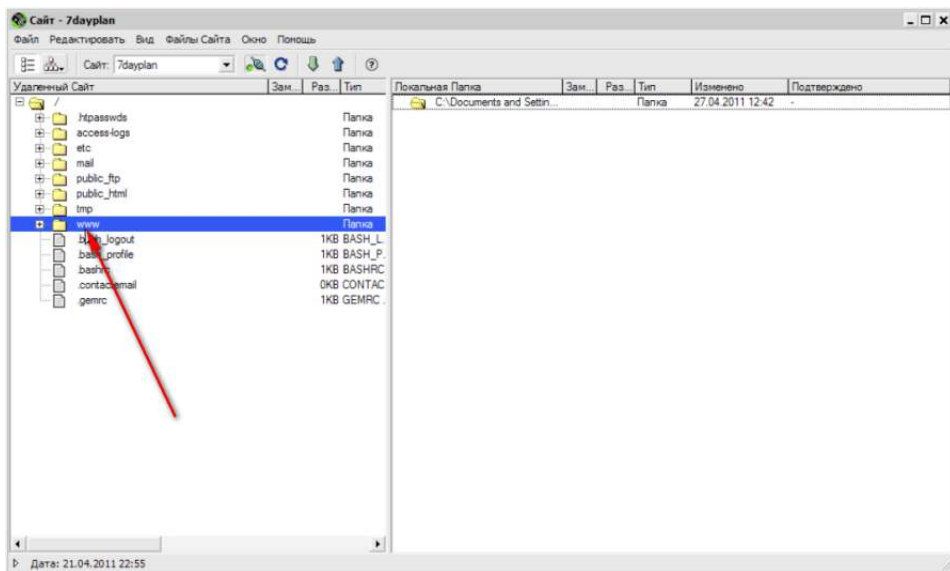 Сайт - 7dayplan
Файл Редактировать Вид Файлы Сайта Окно Помощь
Сайт: 7dayplan
Удаленный Сайт Зам... Раз... Тип Локальная Папка Зам... Раз... Тип Изменено Подтверждено
/ C:\Documents and Settin... Папка 27.04.2011 12:42 -
.htpasswds Папка
access-logs Папка
etc Папка
mail Папка
public_ftp Папка
public_html Папка
tmp Папка
www Папка
.bash_logout 1KB BASH_L.
.bash_profile 1KB BASH_P.
.bashrc 1KB BASHRC
.contactemail 0KB CONTAC
.gemrc 1KB GEMRC .
Дата: 21.04.2011 22:55